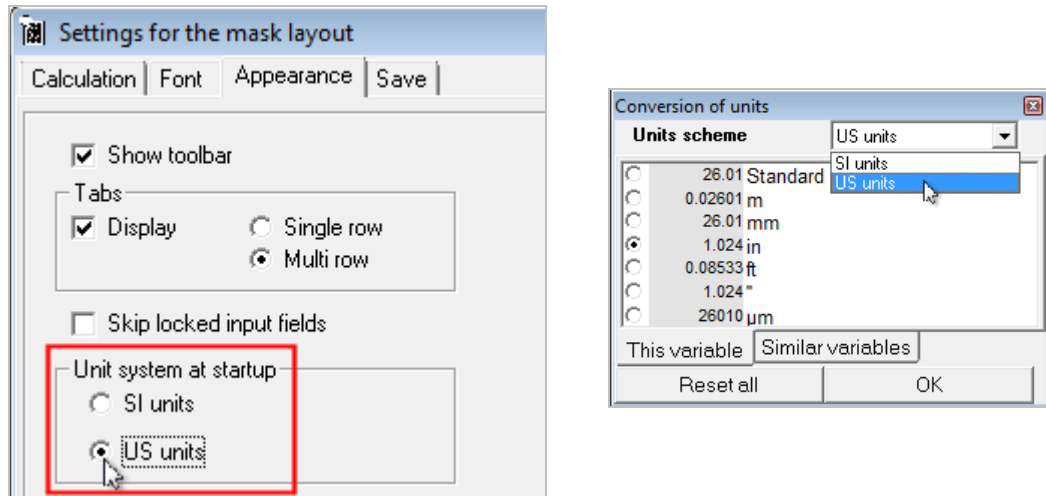 Settings for the mask layout
Calculation Font Appearance Save
Show toolbar
Tabs
Display Single row
Multi row
Skip locked input fields
Unit system at startup
SI units
US units
Conversion of units
Units scheme US units
SI units
US units
26.01 Standard
0.02601 m
26.01 mm
1.024 in
0.08533 ft
1.024 "
26010 µm
This variable Similar variables
Reset all OK